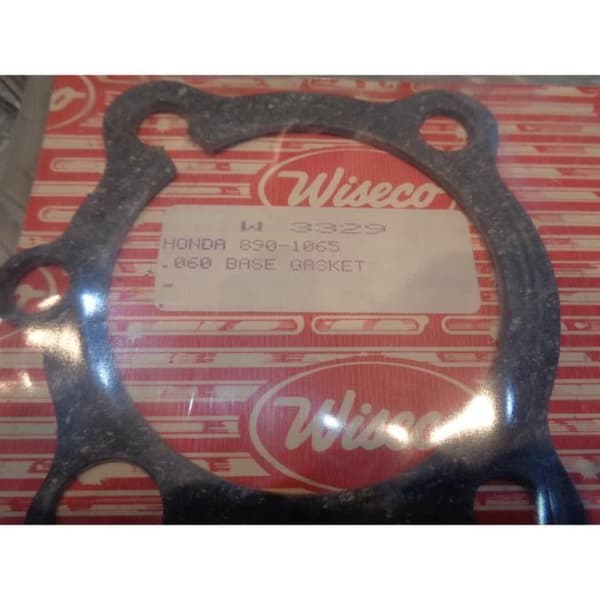 Wiseco
W 3329
HONDA 890-1065
.060 BASE GASKET
-
.
Wiseco